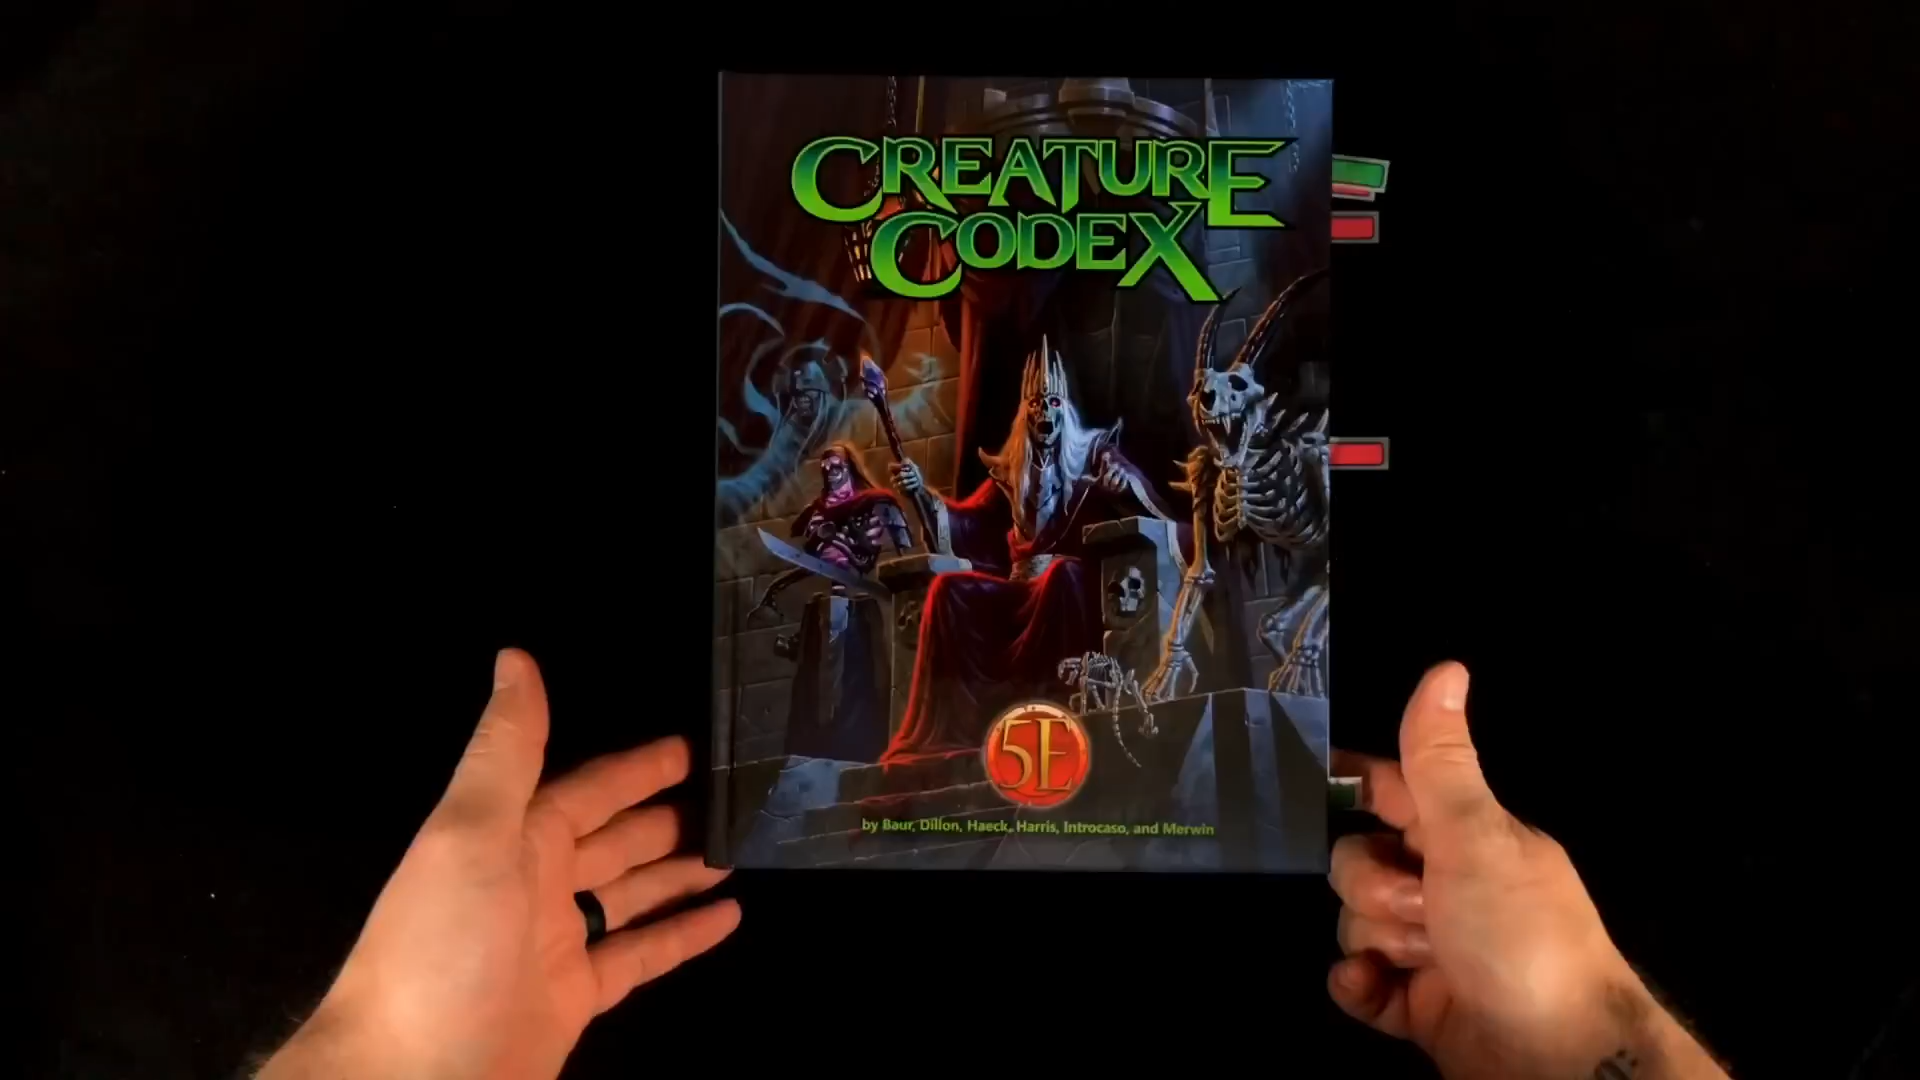 CREATURE
CODEX
5E
by Baur, Dillon, Haeck, Harris, Introcaso, and Merwin